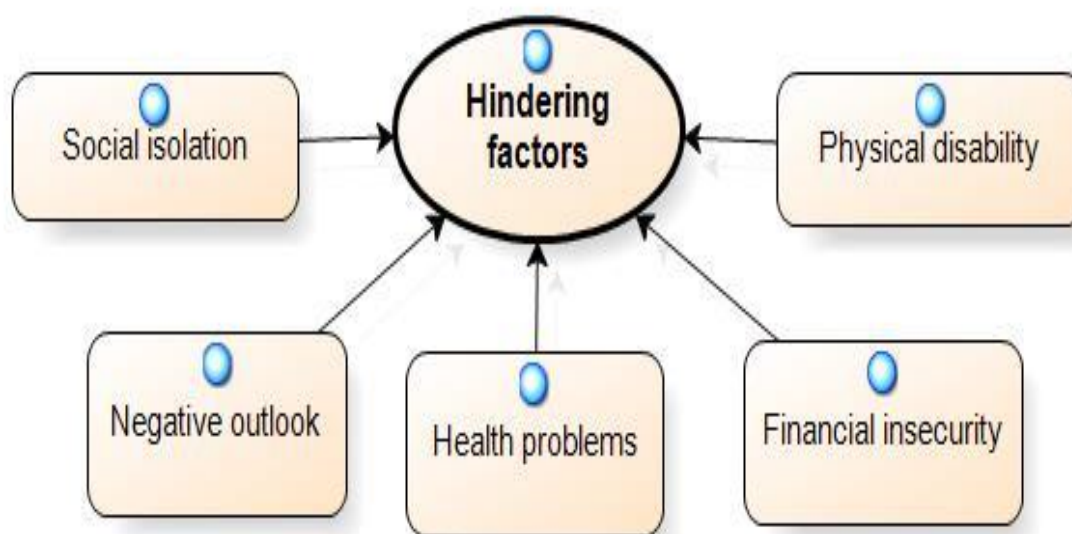 Hindering
factors
Social isolation
Physical disability
Negative outlook
Health problems
Financial insecurity